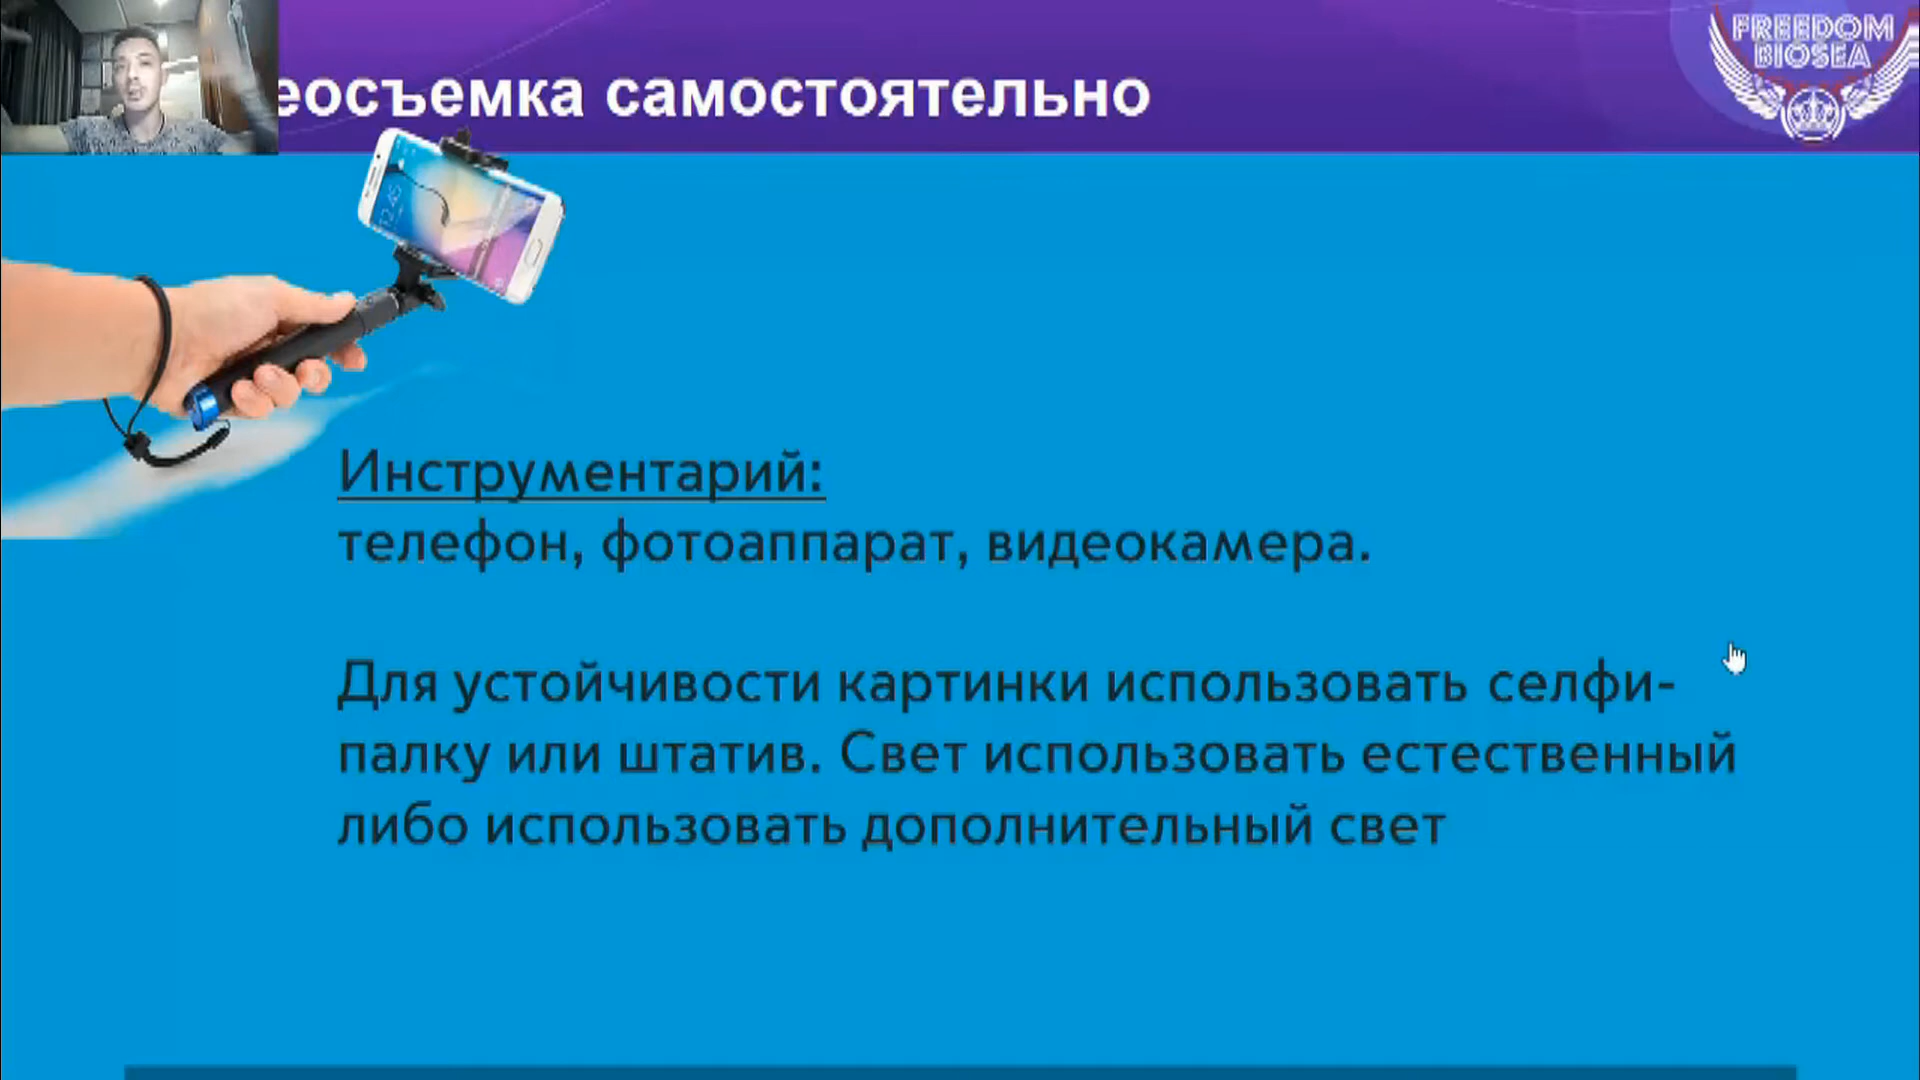 еосъемка самостоятельно
FREEDOM
BIOSEA
Инструментарий:
телефон, фотоаппарат, видеокамера.
Для устойчивости картинки использовать селфи-
палку или штатив. Свет использовать естественный
либо использовать дополнительный свет